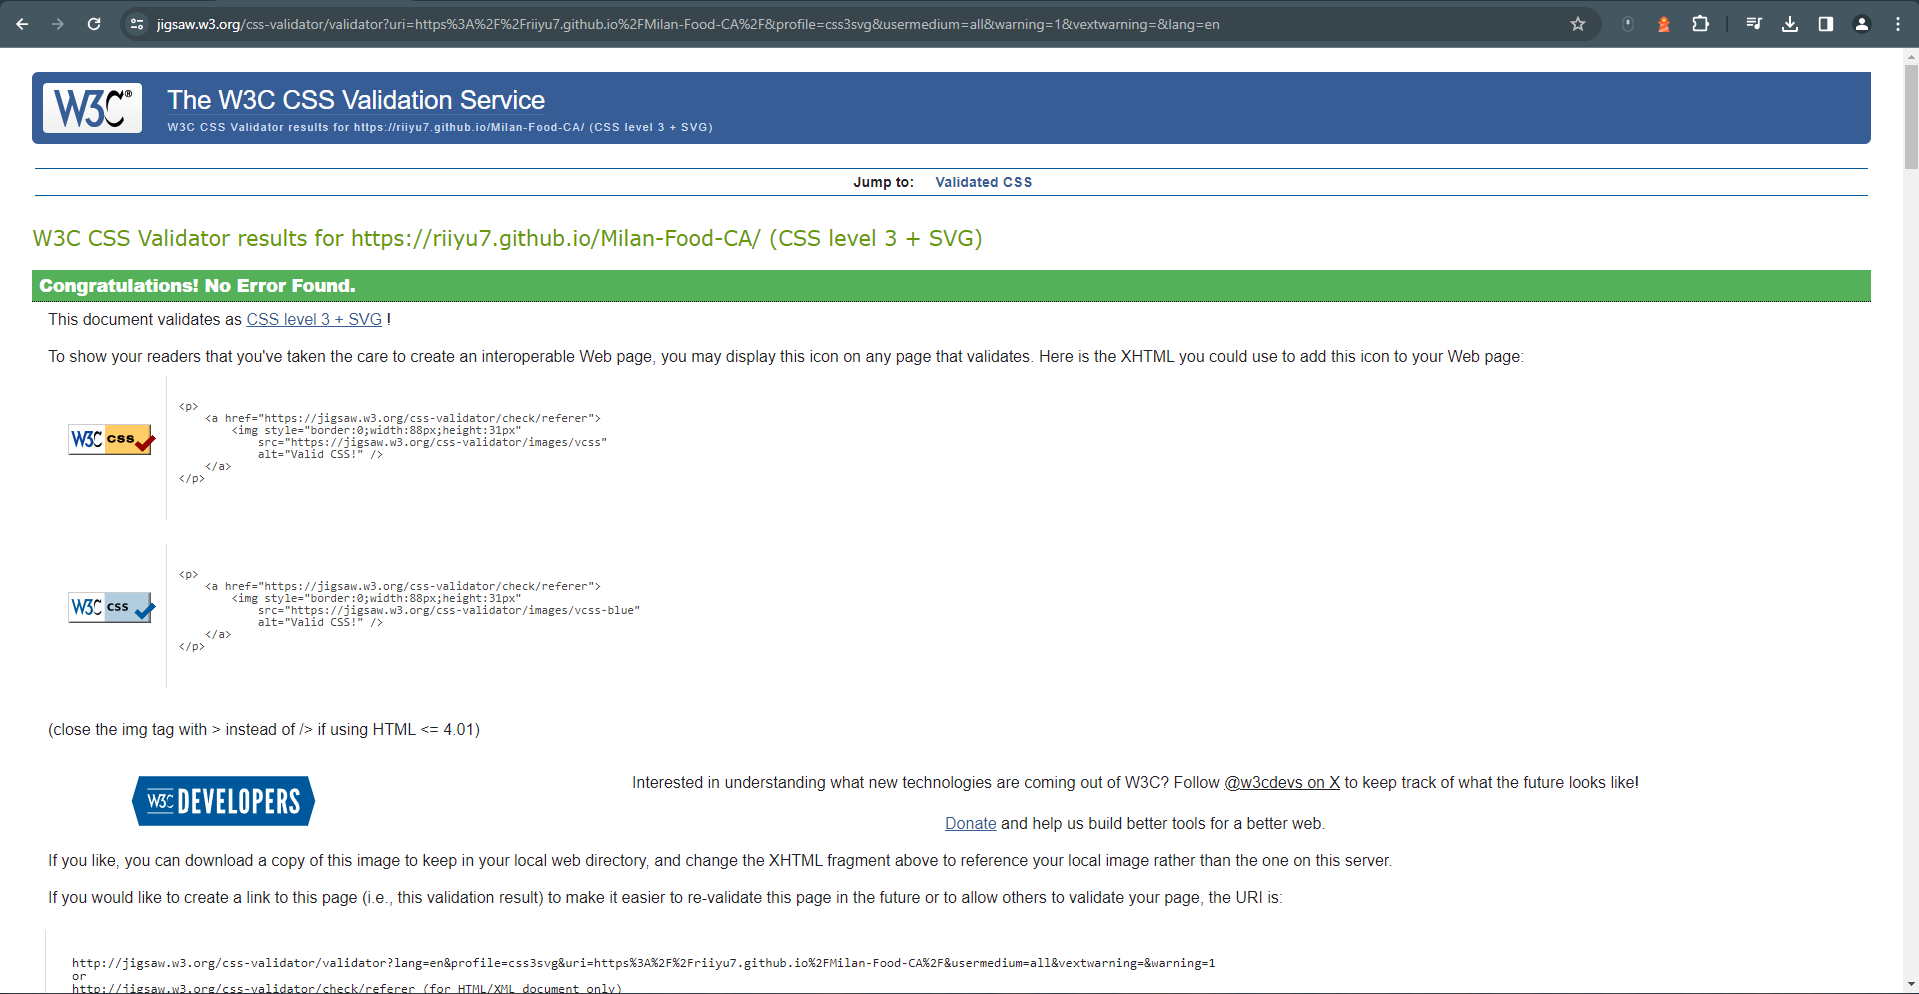 jigsaw.w3.org/css-validator/validator?uri=https%3A%2F%2Friiyu7.github.io%2FMilan-Food-CA%2F&profile=css3svg&usermedium=all&warning=1&vextwarning=&lang=en
W3C®
The W3C CSS Validation Service
W3C CSS Validator results for https://riiyu7.github.io/Milan-Food-CA/ (CSS level 3 + SVG)
Jump to: Validated CSS
W3C CSS Validator results for https://riiyu7.github.io/Milan-Food-CA/ (CSS level 3 + SVG)
Congratulations! No Error Found.
This document validates as CSS level 3 + SVG !
To show your readers that you've taken the care to create an interoperable Web page, you may display this icon on any page that validates. Here is the XHTML you could use to add this icon to your Web page:
W3C css
<p>
<a href="https://jigsaw.w3.org/css-validator/check/referer">
<img style="border:0;width:88px;height:31px"
src="https://jigsaw.w3.org/css-validator/images/vcss"
alt="Valid CSS!" />
</a>
</p>
W3C css
<p>
<a href="https://jigsaw.w3.org/css-validator/check/referer">
<img style="border:0;width:88px;height:31px"
src="https://jigsaw.w3.org/css-validator/images/vcss-blue"
alt="Valid CSS!" />
</a>
</p>
(close the img tag with > instead of /> if using HTML <= 4.01)
W3C DEVELOPERS
Interested in understanding what new technologies are coming out of W3C? Follow @w3cdevs on X to keep track of what the future looks like!
Donate and help us build better tools for a better web.
If you like, you can download a copy of this image to keep in your local web directory, and change the XHTML fragment above to reference your local image rather than the one on this server.
If you would like to create a link to this page (i.e., this validation result) to make it easier to re-validate this page in the future or to allow others to validate your page, the URI is:
http://jigsaw.w3.org/css-validator/validator?lang=en&profile=css3svg&uri=https%3A%2F%2Friiyu7.github.io%2FMilan-Food-CA%2F&usermedium=all&vextwarning=&warning=1
or
http://jigsaw.w3.org/css-validator/check/referer (for HTML/XML document only)